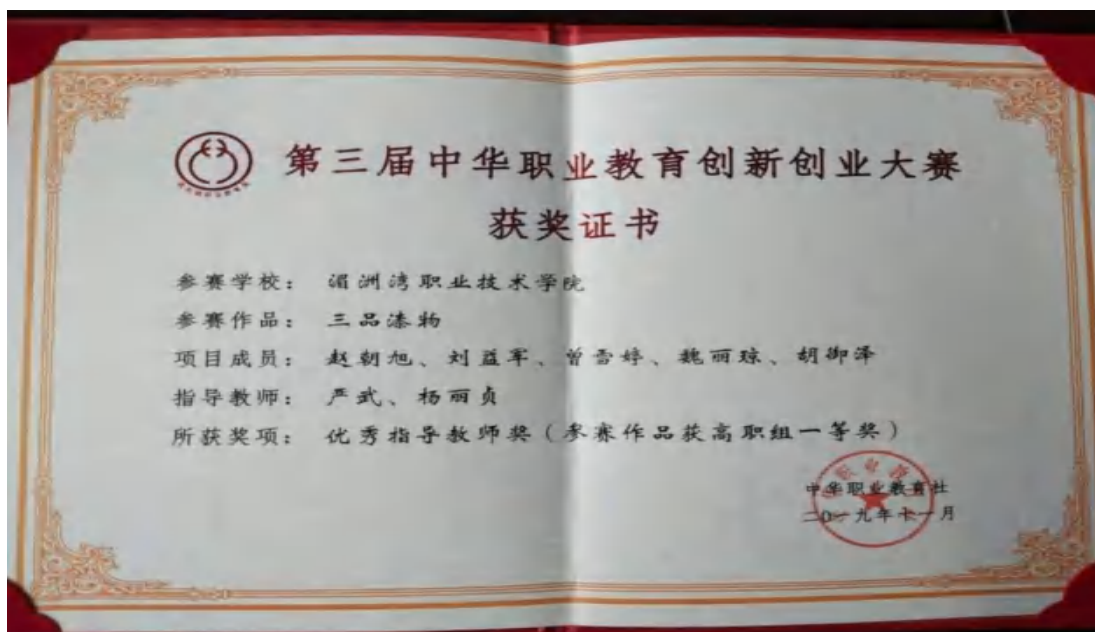 第三届中华职业教育创新创业大赛
获奖证书
参赛学校： 湄洲湾职业技术学院
参赛作品： 三品漆物
项目成员： 赵朝旭、刘益军、曾雪婷、魏丽琼、胡御泽
指导教师： 严武、杨丽贞
所获奖项： 优秀指导教师奖（参赛作品获高职组一等奖）
中华职业教育社
二〇一九年十一月